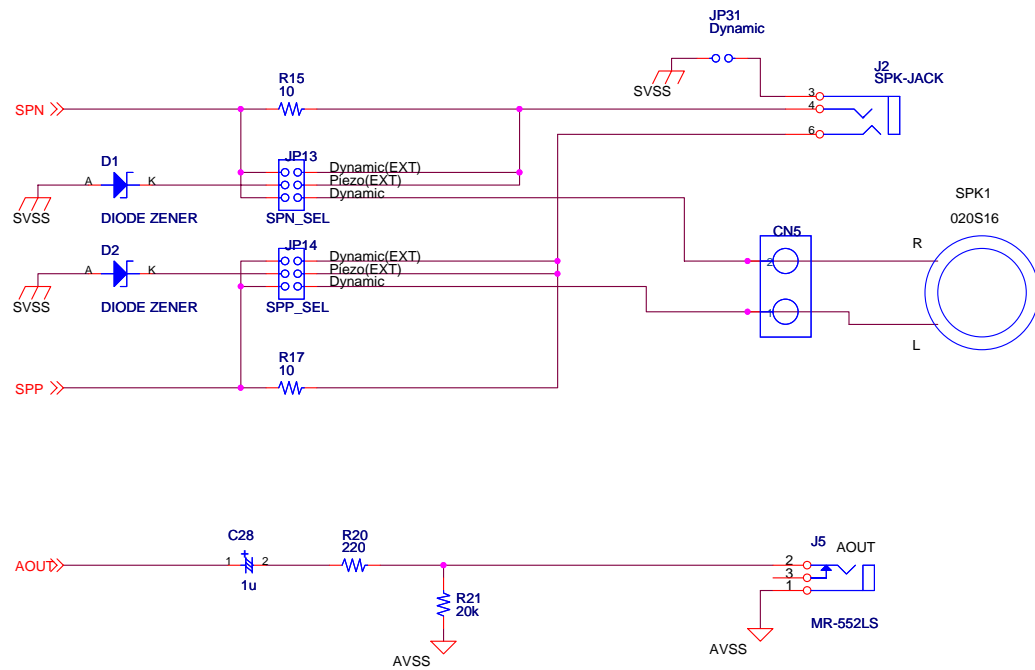 JP31
Dynamic
SVSS
J2
SPK-JACK
3
4
6
R15
10
SPN
D1
A
K
SVSS
DIODE ZENER
JP13
Dynamic(EXT)
Piezo(EXT)
Dynamic
SPN_SEL
D2
A
K
SVSS
DIODE ZENER
JP14
Dynamic(EXT)
Piezo(EXT)
Dynamic
SPP_SEL
CN5
2
1
SPK1
020S16
R
L
R17
10
SPP
AOUT
C28
1
+
2
1u
R20
220
R21
20k
AVSS
J5
AOUT
2
3
1
MR-552LS
AVSS